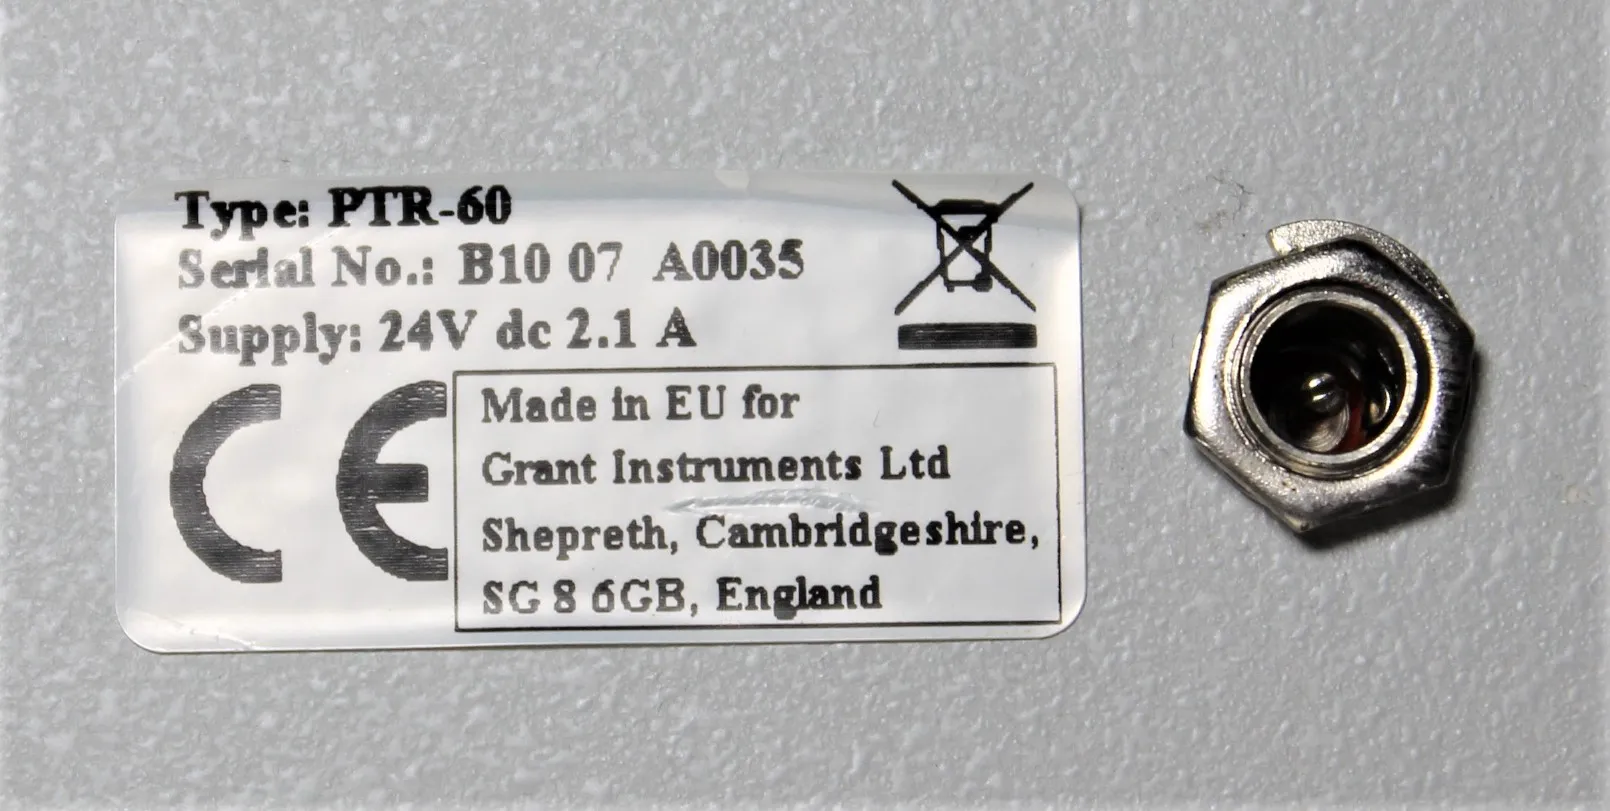 Type: PTR-60
Serial No.: B10 07 A0035
Supply: 24V dc 2.1 A
CE
Made in EU for
Grant Instruments Ltd
Shepreth, Cambridgeshire,
SG 8 6GB, England